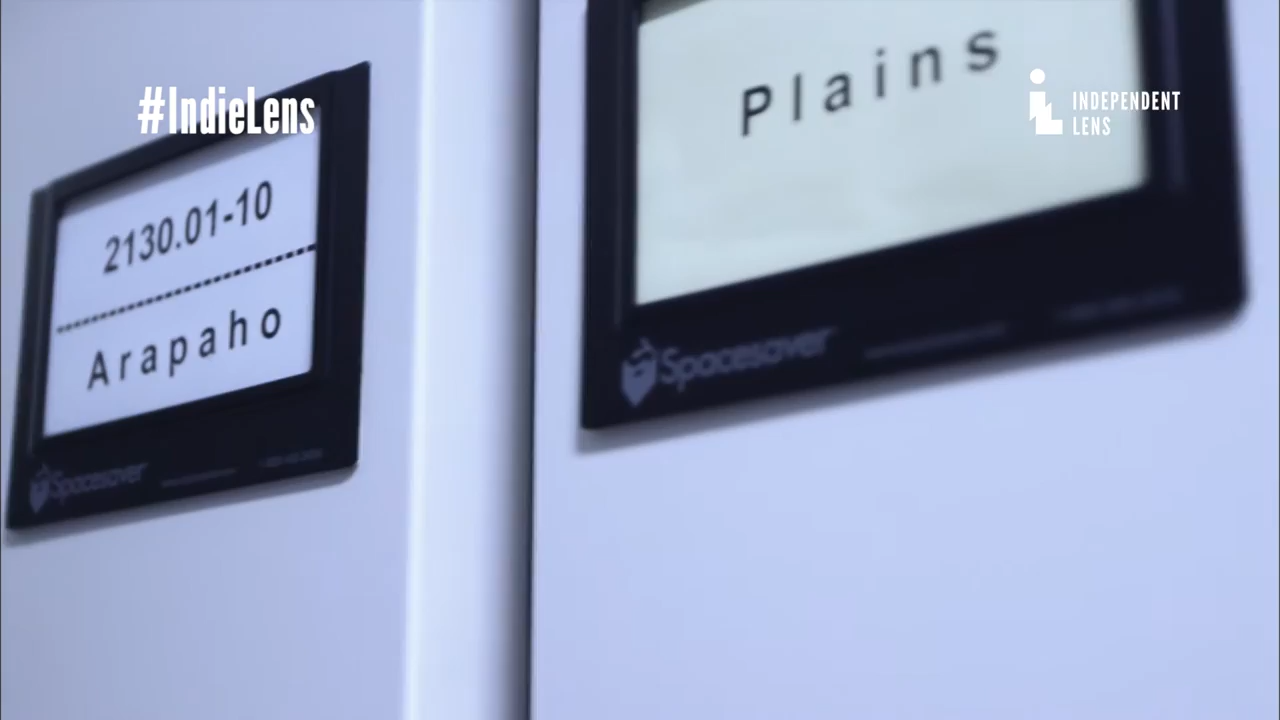 #IndieLens
2130.01-10
Arapaho
Spacesaver
Plains
Spacesaver
INDEPENDENT
LENS